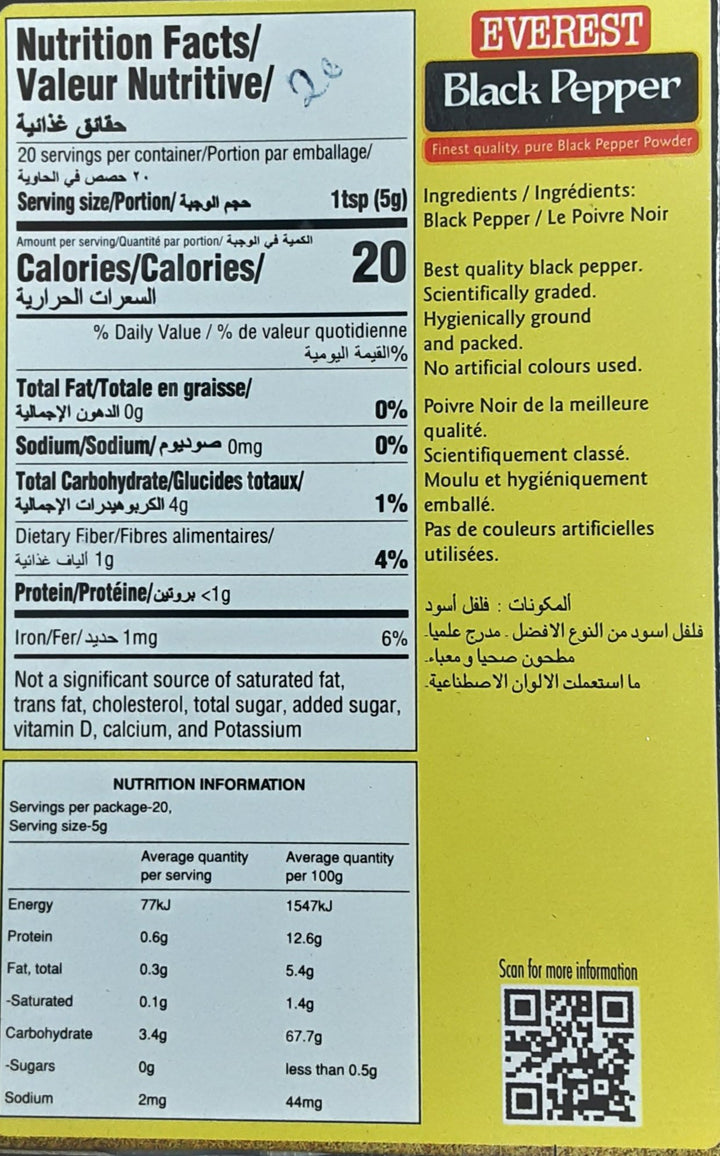 Nutrition Facts/
Valeur Nutritive/
حقائق غذائية
20 servings per container/Portion par emballage/
٢٠ حصص في الحاوية
Serving size/Portion/ حجم الوجبة 1tsp (5g)
Amount per serving/Quantité par portion/ الكمية في الوجبة
Calories/Calories/ 20
السعرات الحرارية
% Daily Value / % de valeur quotidienne
%القيمة اليومية
Total Fat/Totale en graisse/
الدهون الإجمالية 0g 0%
Sodium/Sodium/ صوديوم 0mg 0%
Total Carbohydrate/Glucides totaux/
الكربوهيدرات الإجمالية 4g 1%
Dietary Fiber/Fibres alimentaires/
ألياف غذائية 1g 4%
Protein/Protéine/ بروتين <1g
Iron/Fer/ حديد 1mg 6%
Not a significant source of saturated fat,
trans fat, cholesterol, total sugar, added sugar,
vitamin D, calcium, and Potassium
NUTRITION INFORMATION
Servings per package-20,
Serving size-5g
Average quantity per serving Average quantity per 100g
Energy 77kJ 1547kJ
Protein 0.6g 12.6g
Fat, total 0.3g 5.4g
-Saturated 0.1g 1.4g
Carbohydrate 3.4g 67.7g
-Sugars 0g less than 0.5g
Sodium 2mg 44mg
EVEREST
Black Pepper
Finest quality, pure Black Pepper Powder
Ingredients / Ingrédients:
Black Pepper / Le Poivre Noir
Best quality black pepper.
Scientifically graded.
Hygienically ground
and packed.
No artificial colours used.
Poivre Noir de la meilleure
qualité.
Scientifiquement classé.
Moulu et hygiéniquement
emballé.
Pas de couleurs artificielles
utilisées.
ألمكونات : فلفل أسود
فلفل اسود من النوع الافضل . مدرج علميا.
مطحون صحيا و معباء.
ما استعملت الالوان الاصطناعية.
Scan for more information